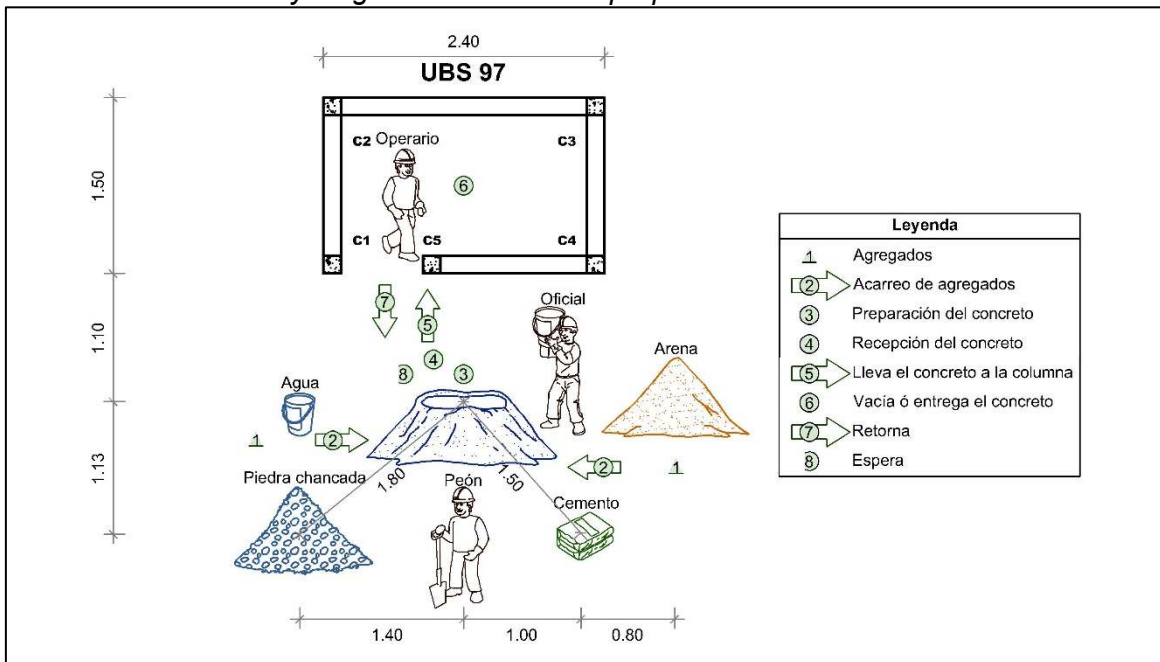 2.40
UBS 97
C2 Operario
C3
6
1.50
C1
C5
C4
7
5
Oficial
1.10
4
8
3
Arena
Agua
1
2
2
1
1.13
Piedra chancada
1.80
Peón
1.50
Cemento
1.40
1.00
0.80
Leyenda
1 Agregados
2 Acarreo de agregados
3 Preparación del concreto
4 Recepción del concreto
5 Lleva el concreto a la columna
6 Vacía ó entrega el concreto
7 Retorna
8 Espera